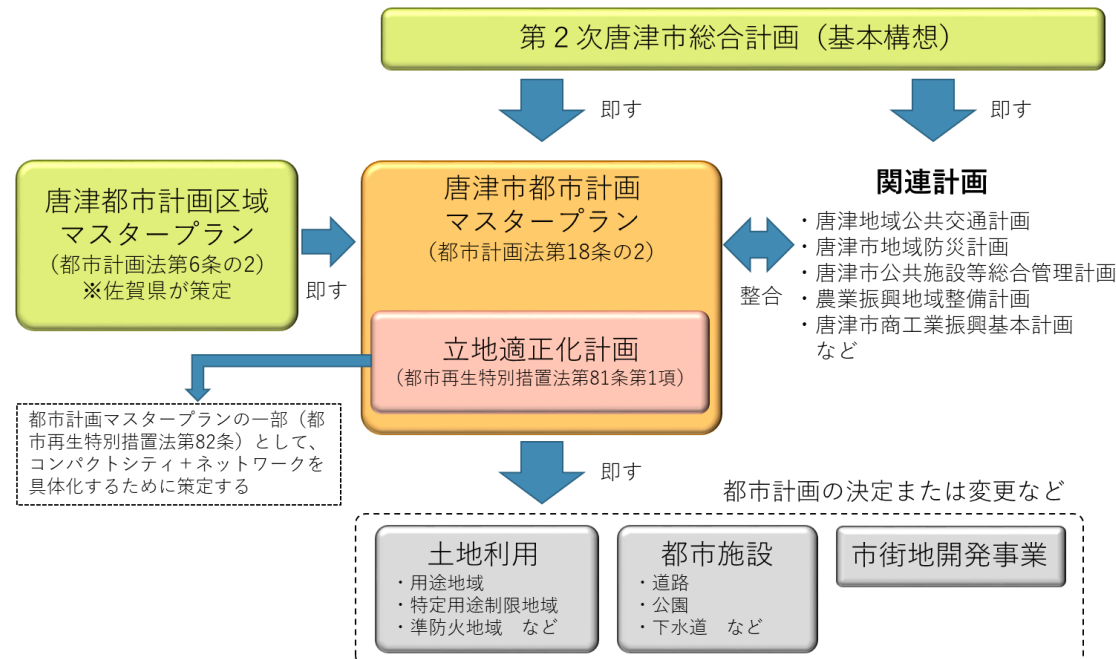 第２次唐津市総合計画（基本構想）
即す
即す
唐津都市計画区域
マスタープラン
（都市計画法第6条の2）
※佐賀県が策定
即す
唐津市都市計画
マスタープラン
（都市計画法第18条の2）
立地適正化計画
（都市再生特別措置法第81条第1項）
整合
関連計画
・唐津地域公共交通計画
・唐津市地域防災計画
・唐津市公共施設等総合管理計画
・農業振興地域整備計画
・唐津市商工業振興基本計画
など
都市計画マスタープランの一部（都
市再生特別措置法第82条）として、
コンパクトシティ＋ネットワークを
具体化するために策定する
即す
都市計画の決定または変更など
土地利用
・用途地域
・特定用途制限地域
・準防火地域　など
都市施設
・道路
・公園
・下水道　など
市街地開発事業